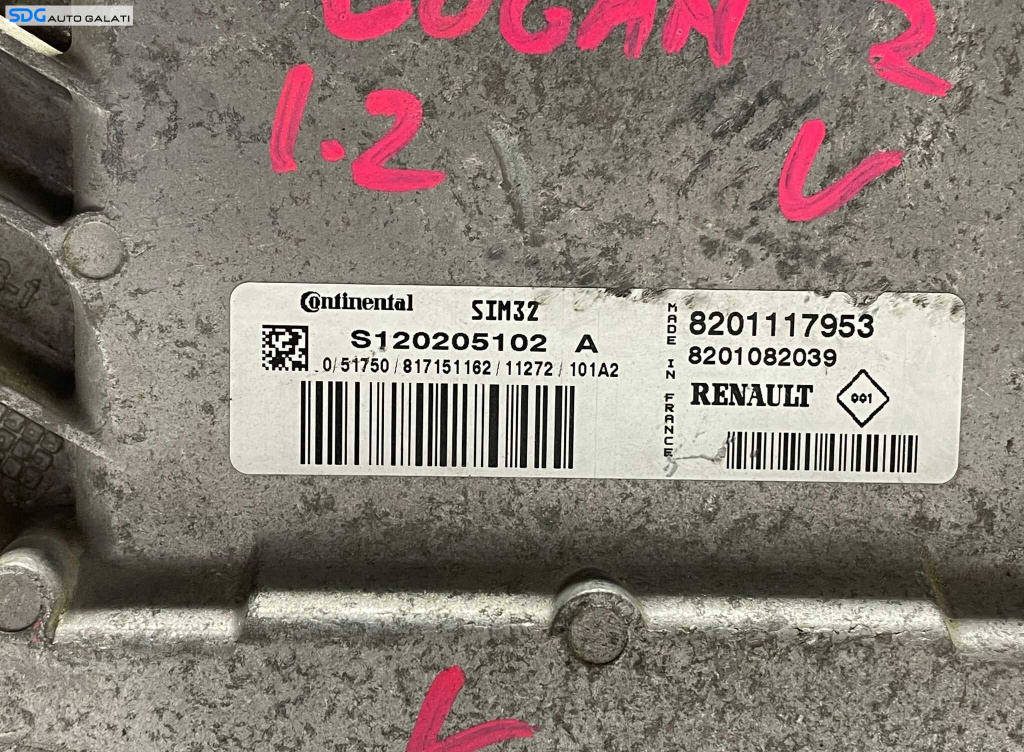 SDG AUTO GALATI
LOGAN 2
1.2 V
Continental SIM32
S120205102 A
0/51750/817151162/11272/101A2
MADE IN FRANCE
8201117953
8201082039
RENAULT 001
V